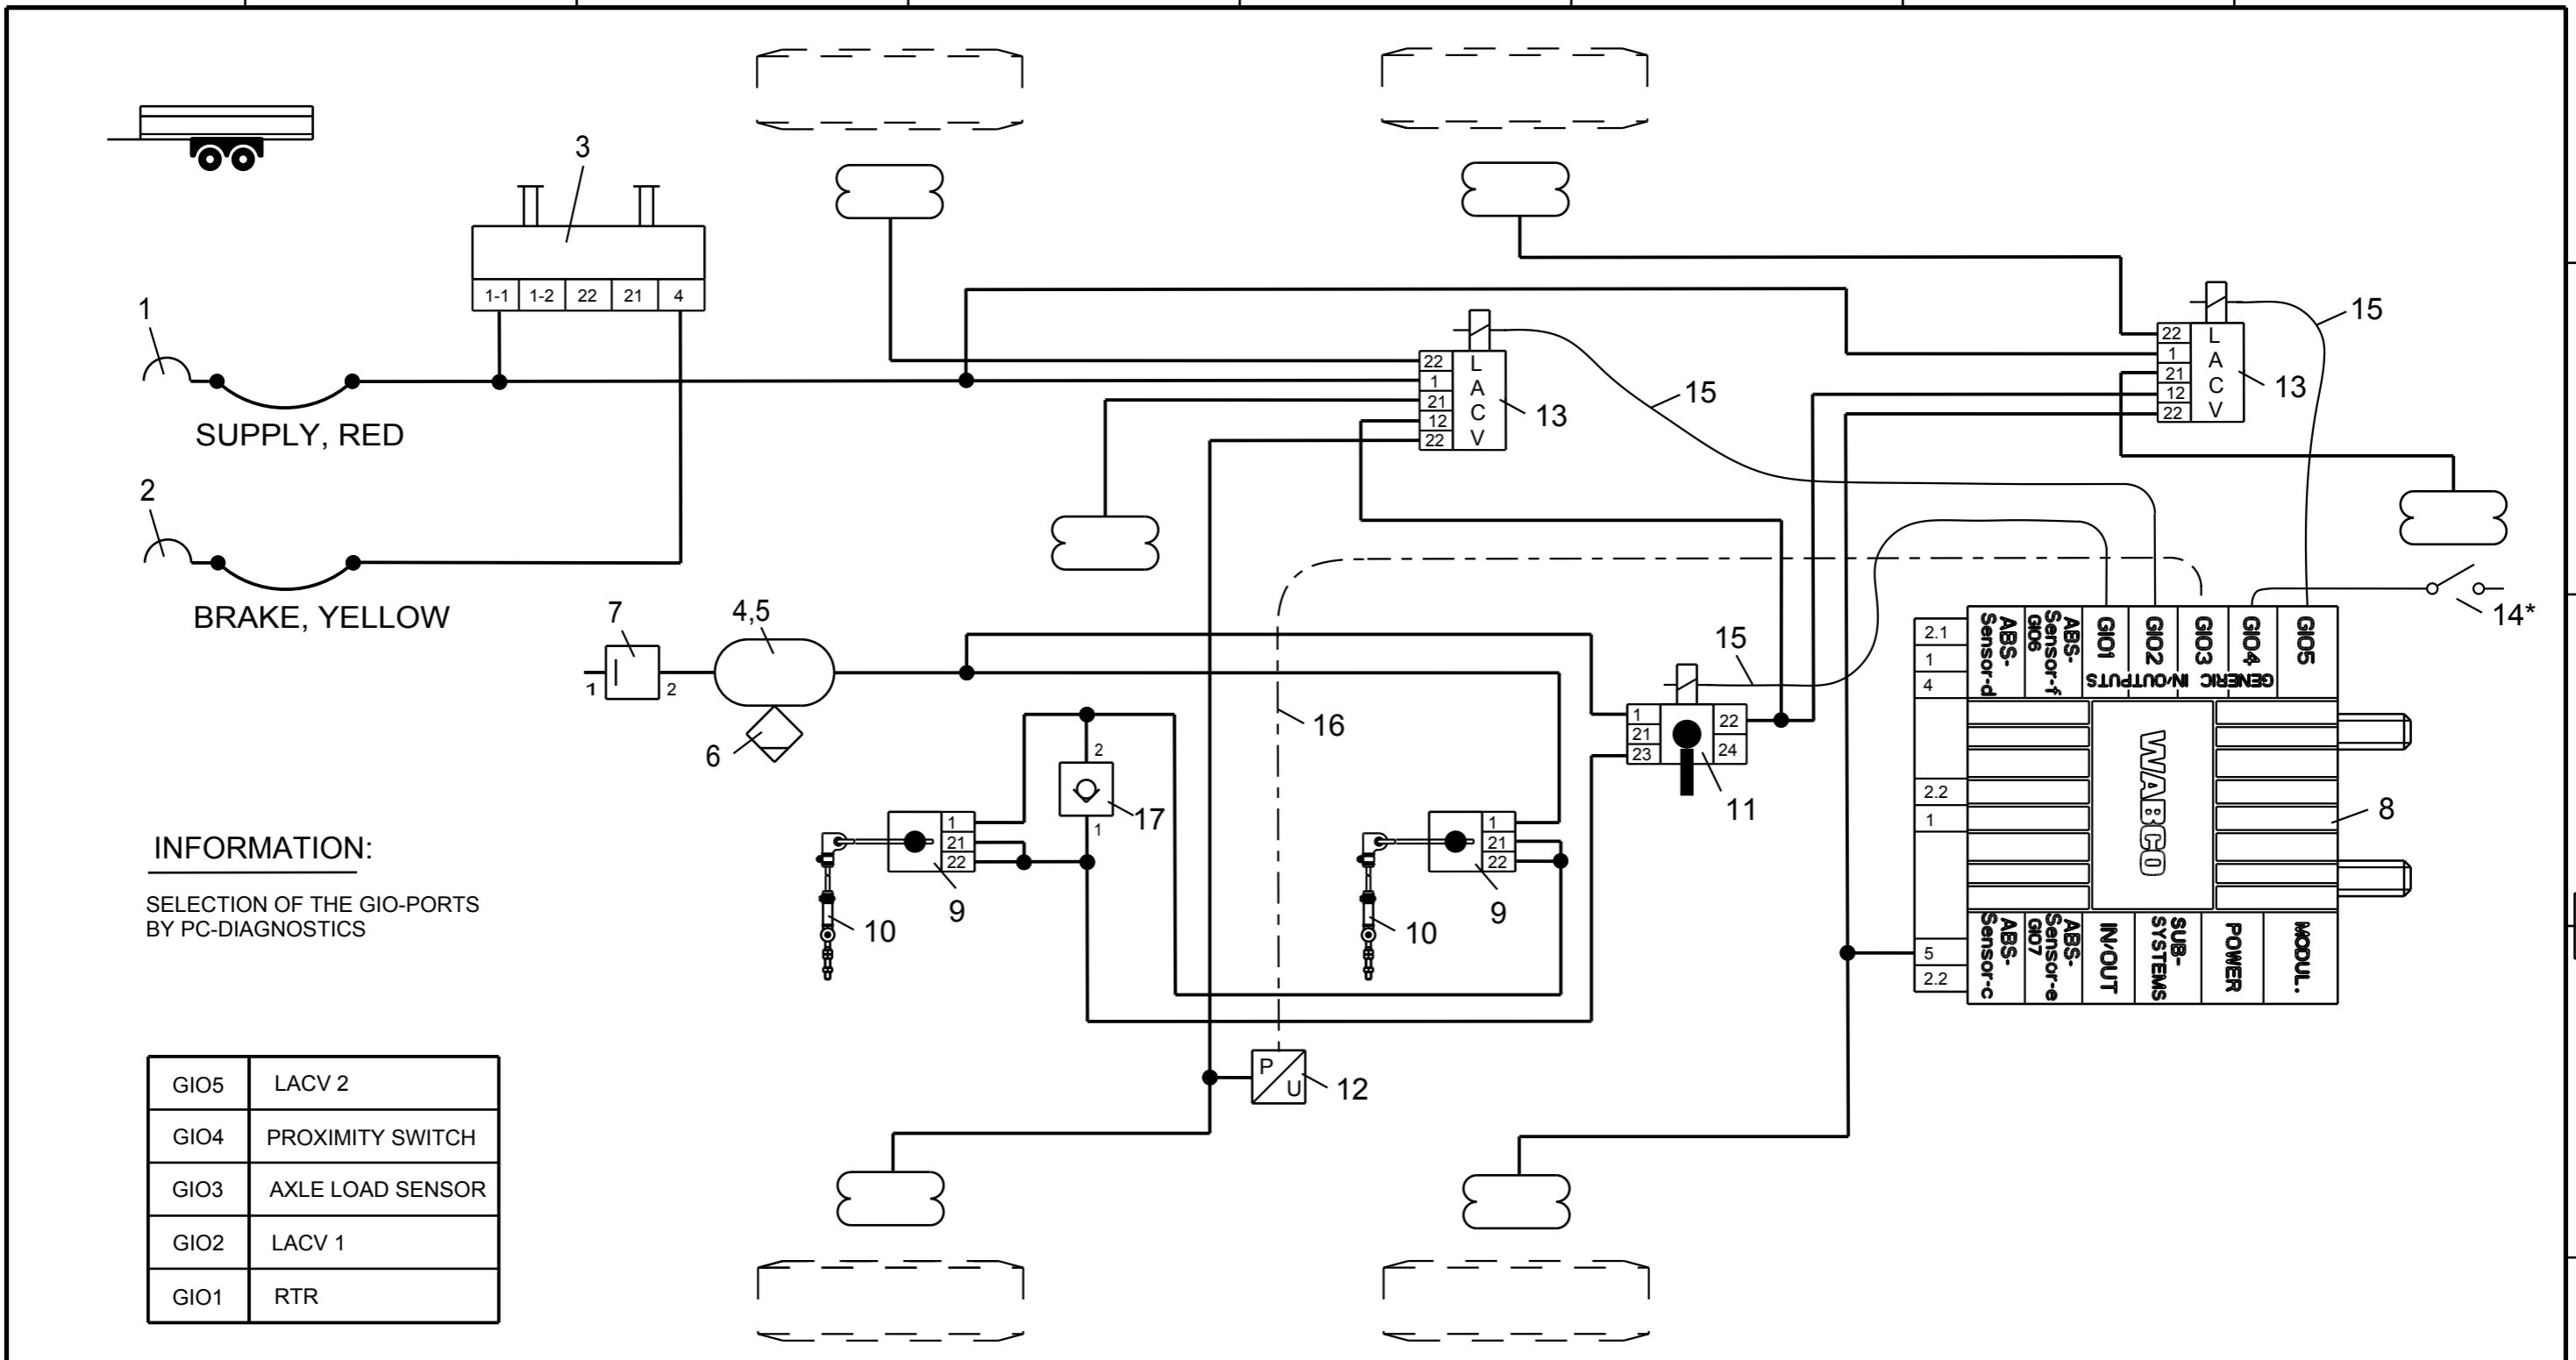 3
1-1 1-2 22 21 4
1
SUPPLY, RED
2
BRAKE, YELLOW
22
1
21
12
22
L
A
C
V
13
15
22
1
21
12
22
L
A
C
V
13
15
14*
7
1
2
4,5
6
16
15
1
21
23
22
24
11
2
1
17
1
21
22
9
10
1
21
22
9
10
P
U
12
2.1
1
4
2.2
1
5
2.2
ABS-
Sensor-d
ABS-
Sensor-f
GIO6
GIO1
GIO2
GIO3
GIO4
GIO5
GENERIC IN/OUTPUTS
WABCO
8
ABS-
Sensor-c
ABS-
Sensor-e
GIO7
IN/OUT
SUB-
SYSTEMS
POWER
MODUL.
INFORMATION:
SELECTION OF THE GIO-PORTS
BY PC-DIAGNOSTICS
GIO5 LACV 2
GIO4 PROXIMITY SWITCH
GIO3 AXLE LOAD SENSOR
GIO2 LACV 1
GIO1 RTR